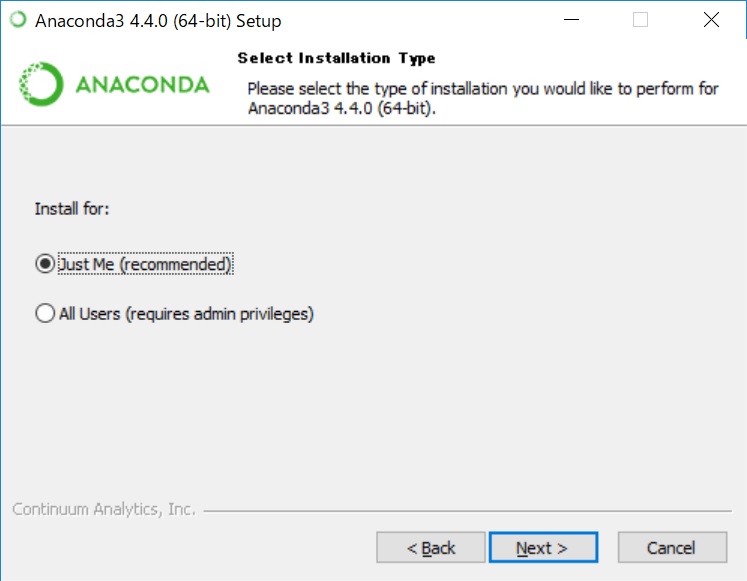 Anaconda3 4.4.0 (64-bit) Setup
ANACONDA
Select Installation Type
Please select the type of installation you would like to perform for
Anaconda3 4.4.0 (64-bit).
Install for:
Just Me (recommended)
All Users (requires admin privileges)
Continuum Analytics, Inc.
< Back
Next >
Cancel